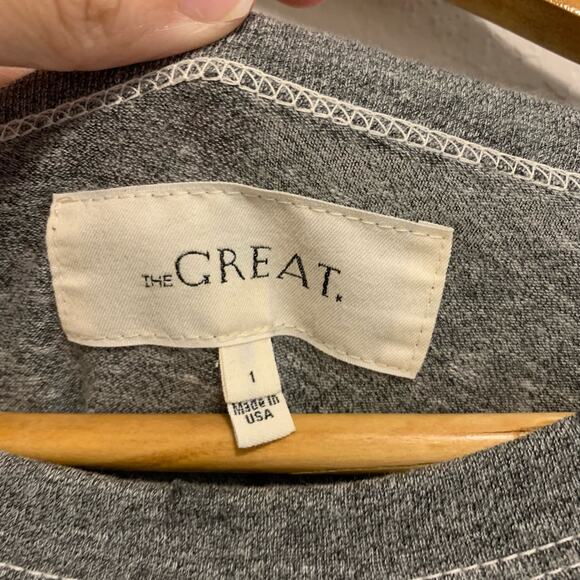 THE GREAT.
1
Made in
USA